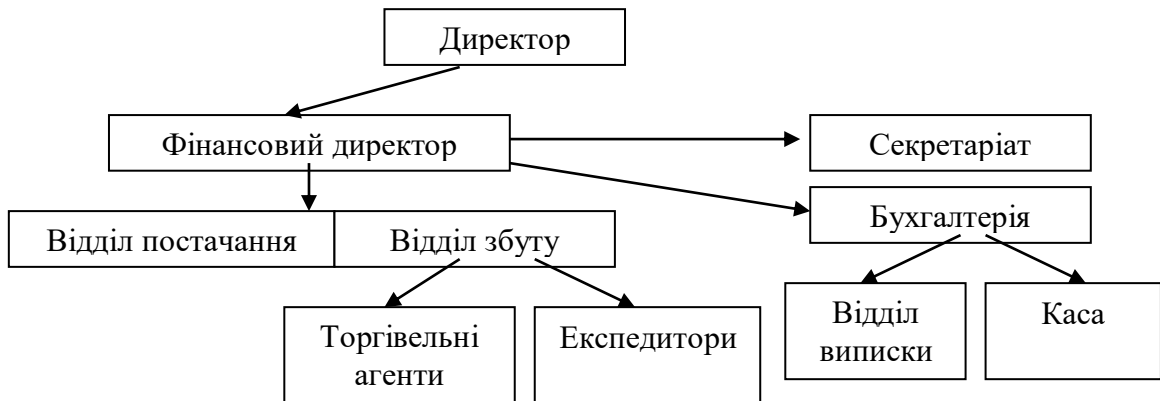 Директор
Фінансовий директор
Секретаріат
Бухгалтерія
Відділ постачання
Відділ збуту
Торгівельні
агенти
Експедитори
Відділ
виписки
Каса